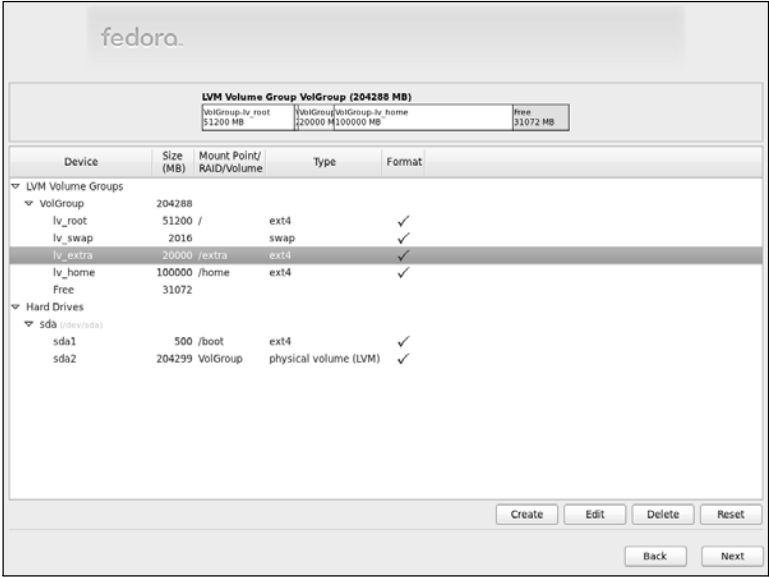 fedora.
LVM Volume Group VolGroup (204288 MB)
VolGroup-lv_root VolGroup VolGroup-lv_home Free
51200 MB 20000 M 100000 MB 31072 MB
Device Size (MB) Mount Point/ RAID/Volume Type Format
LVM Volume Groups
VolGroup 204288
lv_root 51200 / ext4
lv_swap 2016 swap
lv_extra 20000 /extra ext4
lv_home 100000 /home ext4
Free 31072
Hard Drives
sda (/dev/sda)
sda1 500 /boot ext4
sda2 204299 VolGroup physical volume (LVM)
Create Edit Delete Reset
Back Next